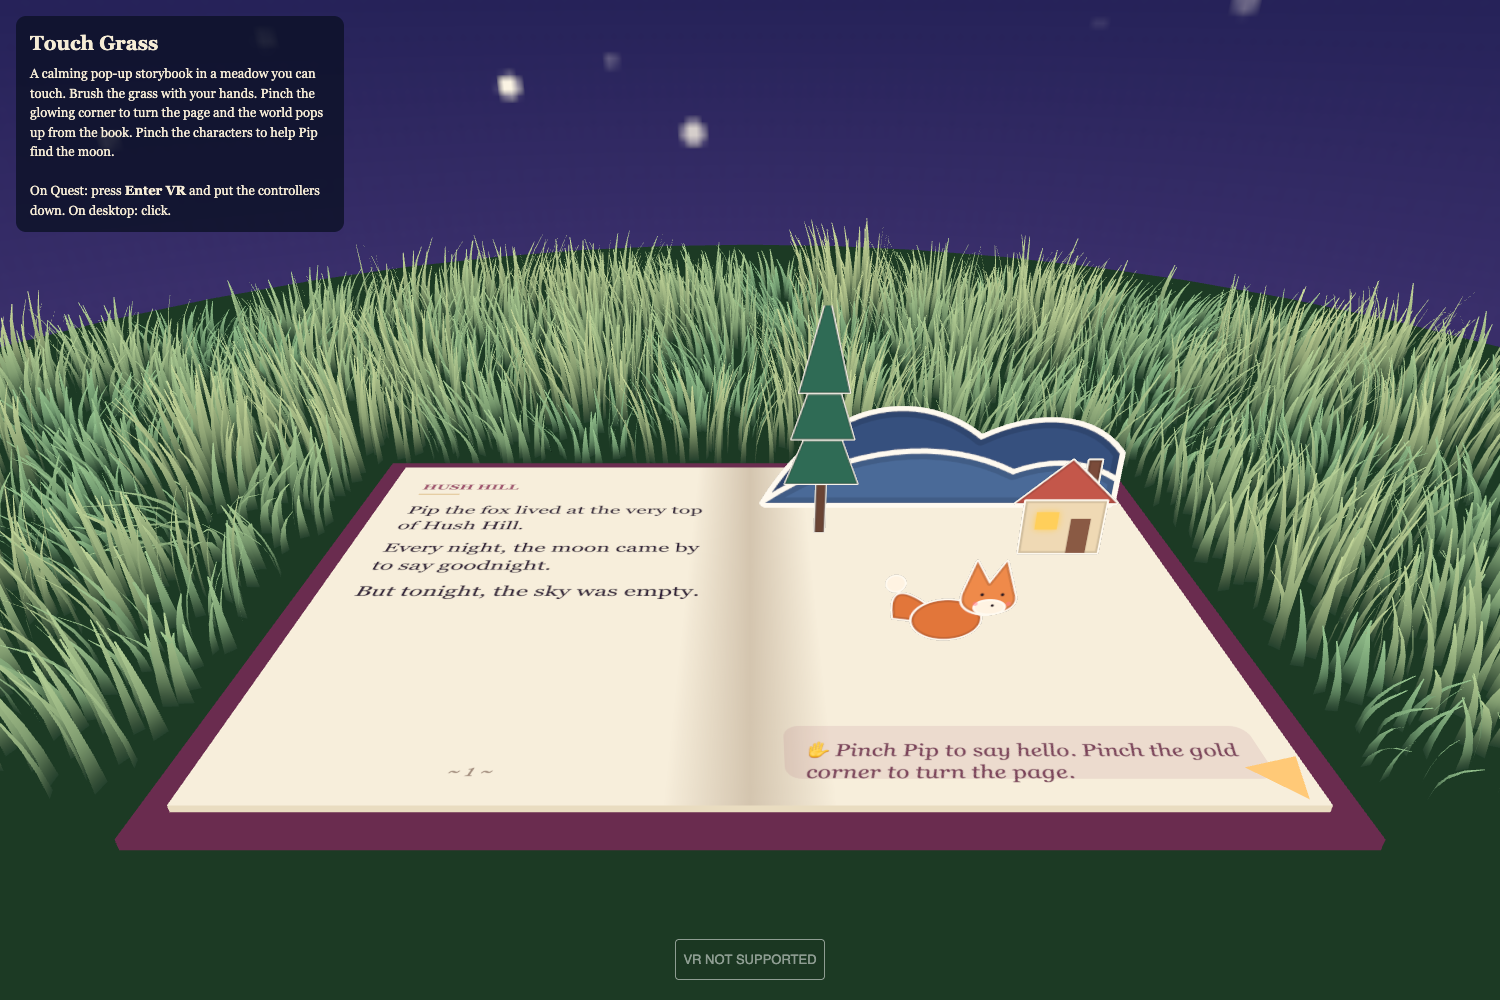 Touch Grass
A calming pop-up storybook in a meadow you can
touch. Brush the grass with your hands. Pinch the
glowing corner to turn the page and the world pops
up from the book. Pinch the characters to help Pip
find the moon.
On Quest: press Enter VR and put the controllers
down. On desktop: click.
HUSH HILL
Pip the fox lived at the very top
of Hush Hill.
Every night, the moon came by
to say goodnight.
But tonight, the sky was empty.
~ 1 ~
🖐 Pinch Pip to say hello. Pinch the gold
corner to turn the page.
VR NOT SUPPORTED